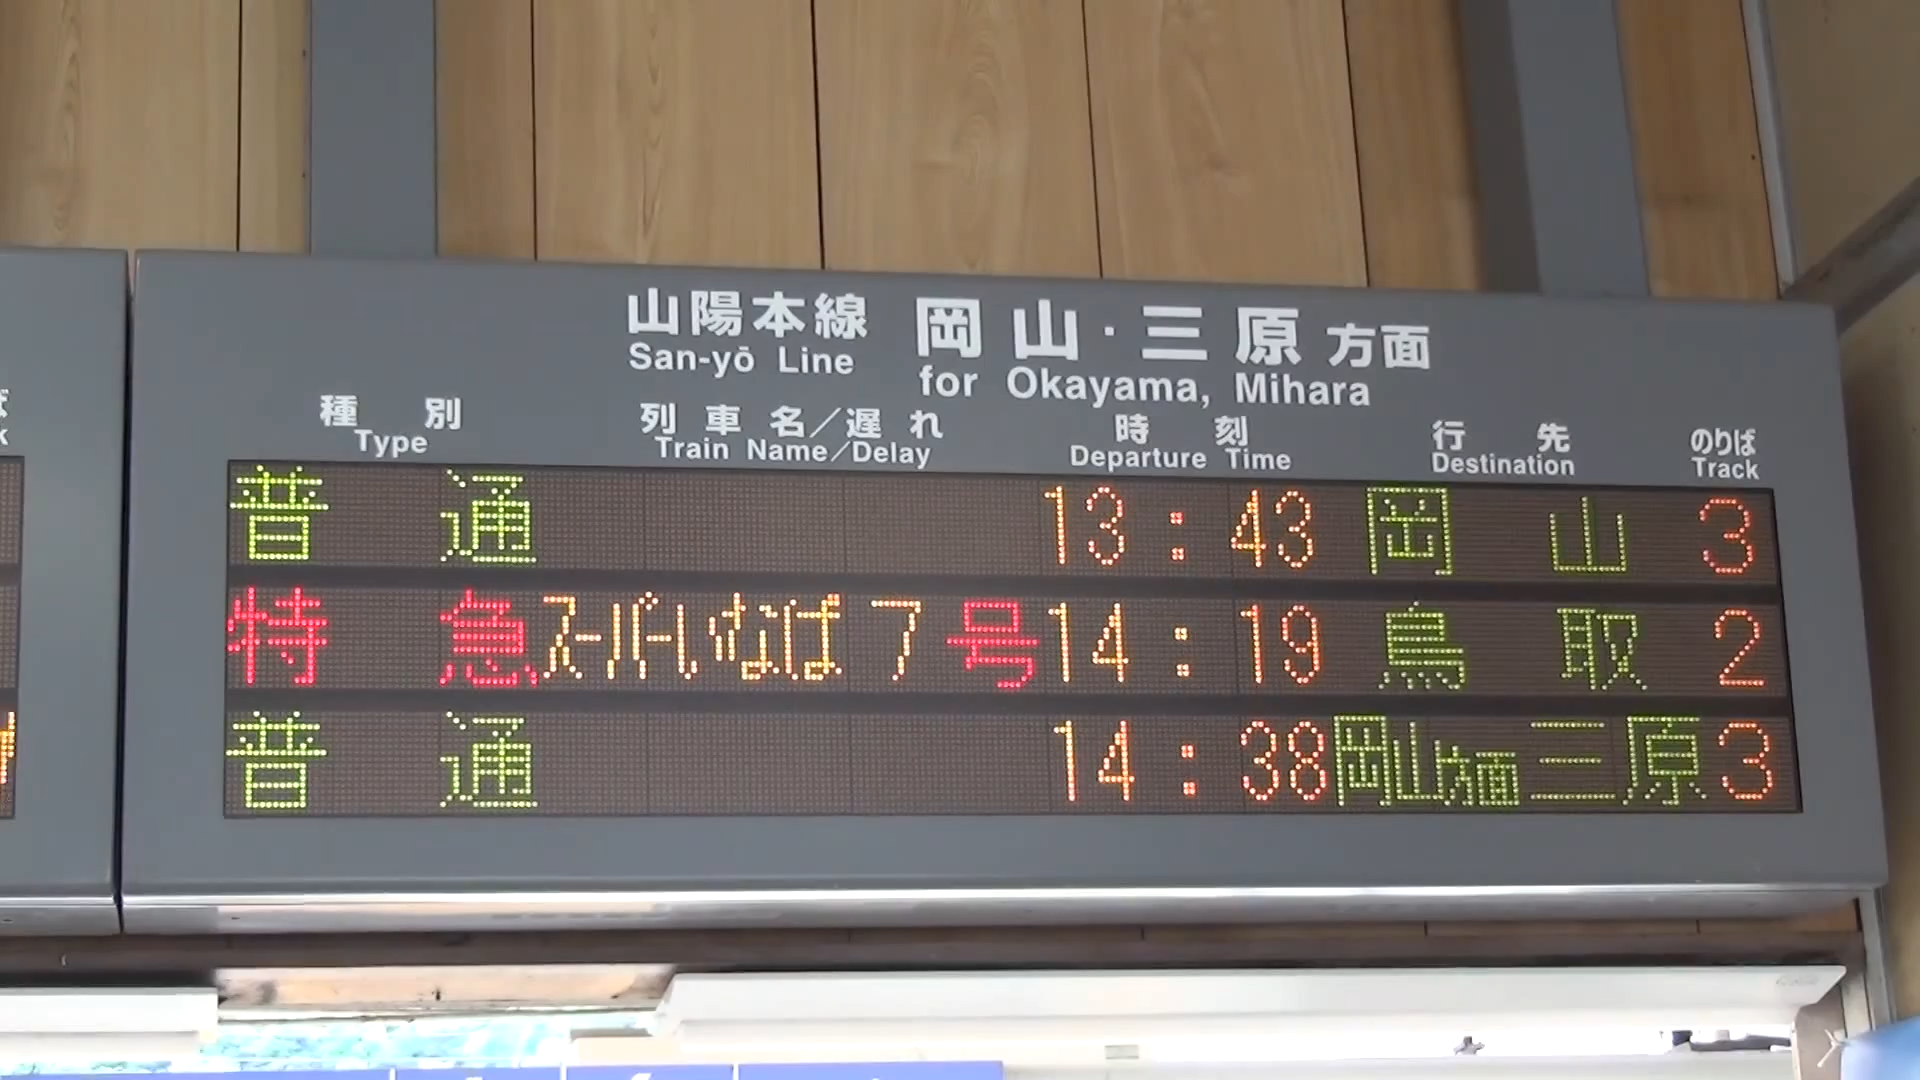 山陽本線 岡山・三原方面
San-yō Line for Okayama, Mihara
種別 列車名／遅れ 時刻 行先 のりば
Type Train Name／Delay Departure Time Destination Track
普通 13:43 岡山 3
特急 スーパーいなば 7号 14:19 鳥取 2
普通 14:38 岡山方面三原 3